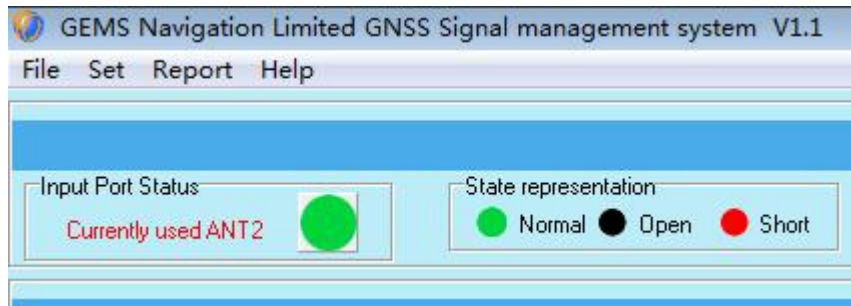 GEMS Navigation Limited GNSS Signal management system V1.1
File Set Report Help
Input Port Status
Currently used ANT2
State representation
Normal Open Short